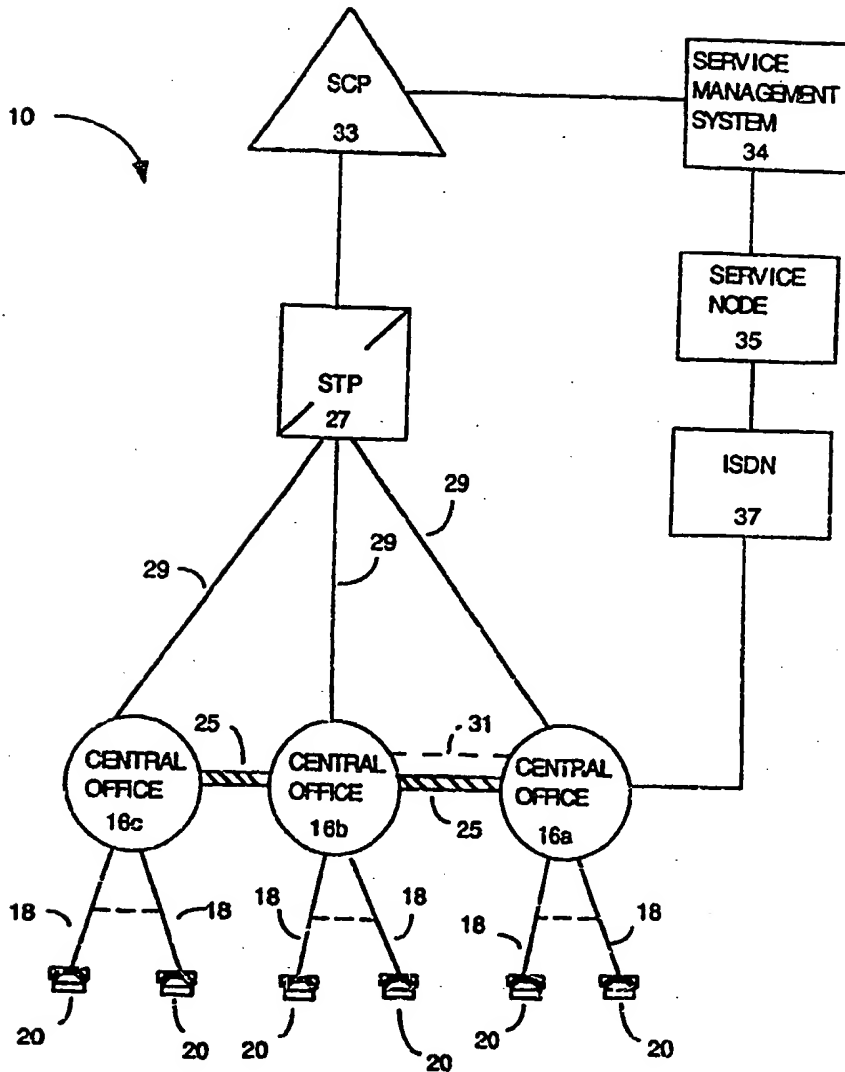 SCP
33
SERVICE
MANAGEMENT
SYSTEM
34
10
SERVICE
NODE
35
STP
27
ISDN
37
29
29
29
25
31
CENTRAL
OFFICE
16c
CENTRAL
OFFICE
16b
25
CENTRAL
OFFICE
16a
18
18
18
18
18
18
20
20
20
20
20
20